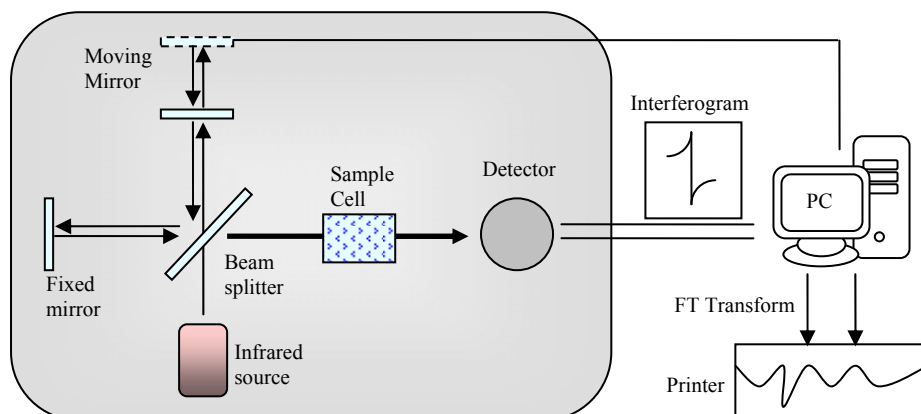 Moving
Mirror
Interferogram
Sample
Cell
Detector
PC
Fixed
mirror
Beam
splitter
FT Transform
Infrared
source
Printer